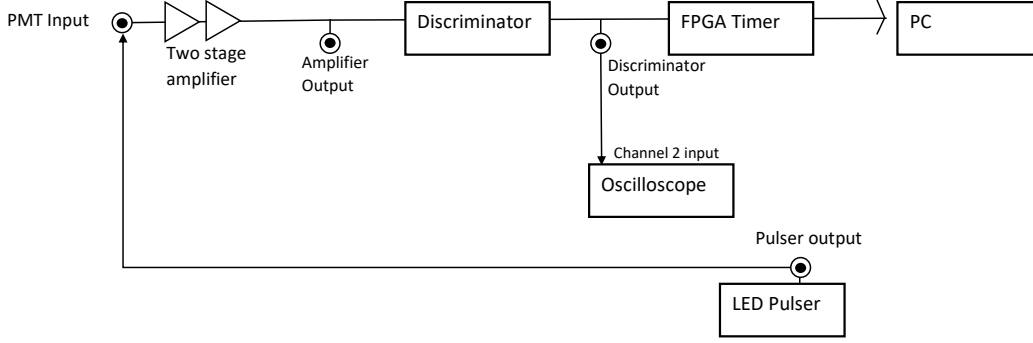 PMT Input
Two stage
amplifier
Amplifier
Output
Discriminator
Discriminator
Output
FPGA Timer
PC
Channel 2 input
Oscilloscope
Pulser output
LED Pulser